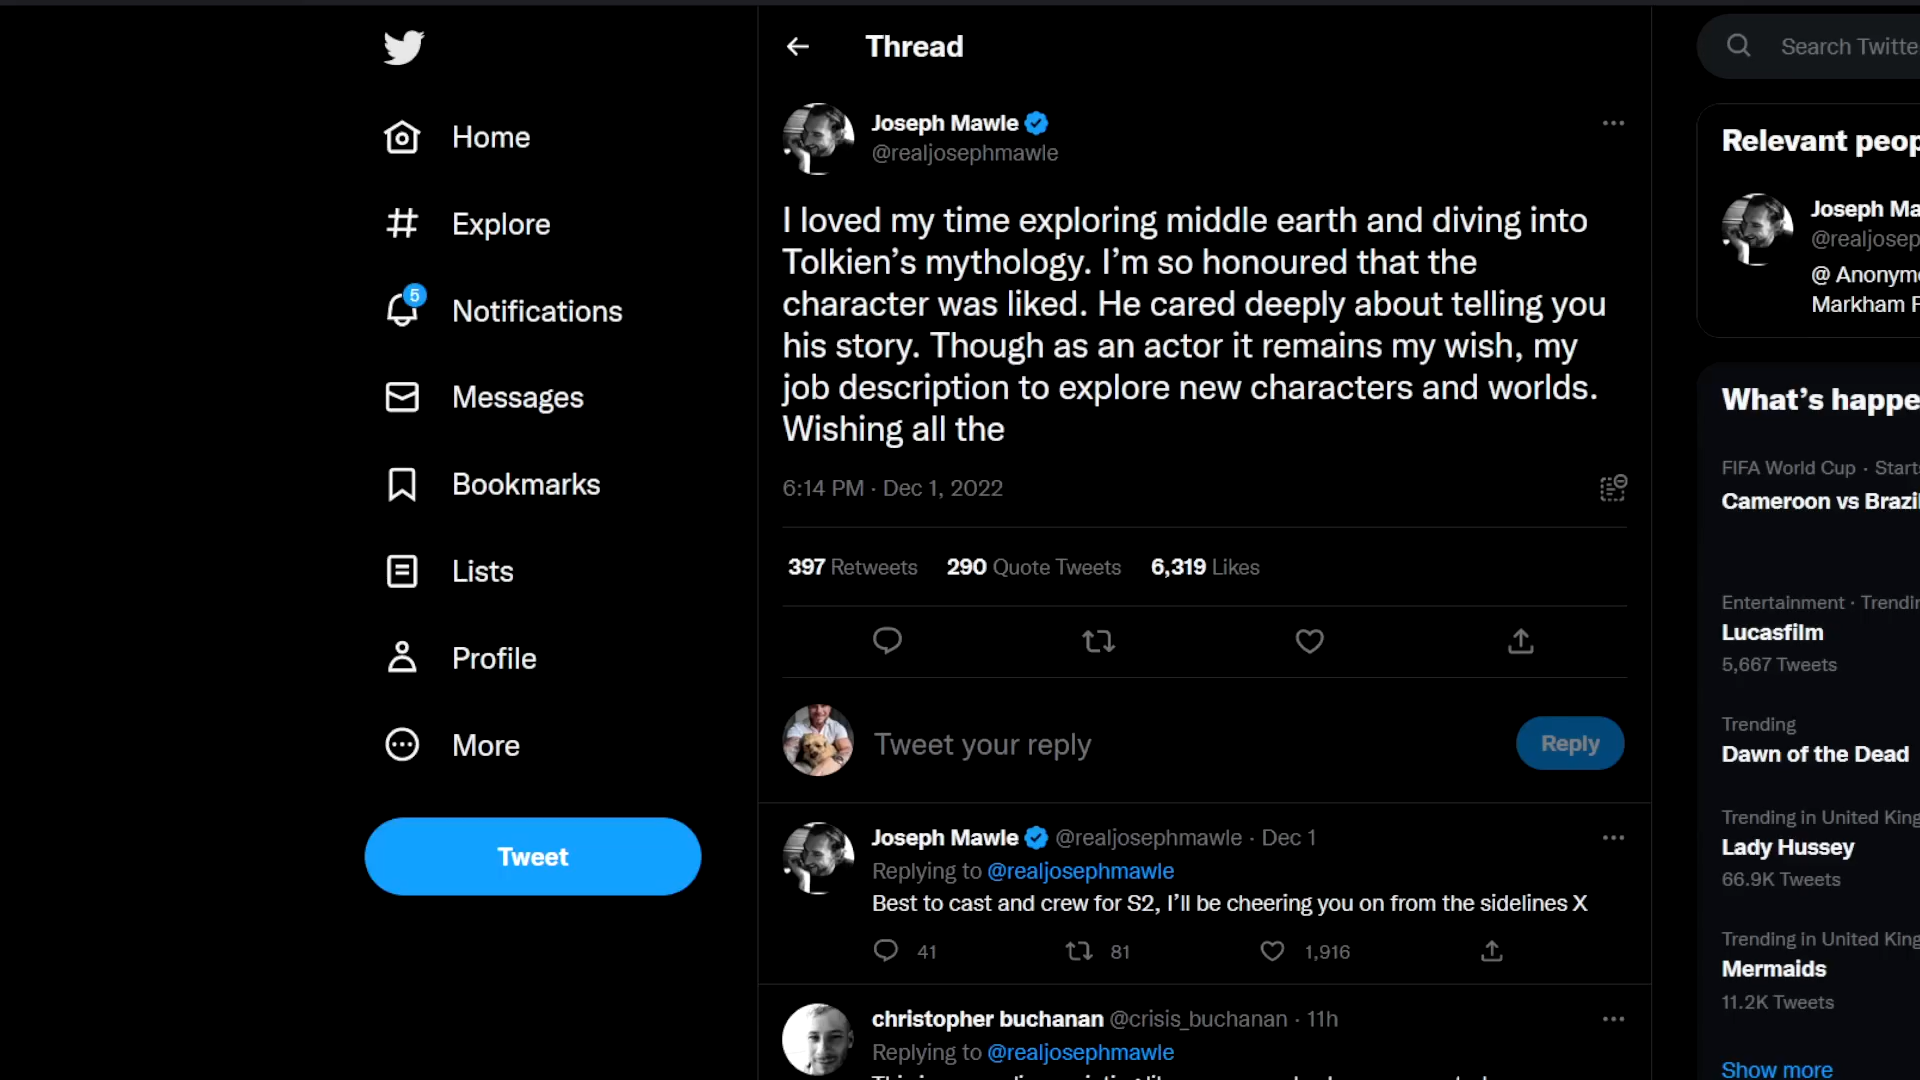 Thread
Search Twitte
Home
Explore
5
Notifications
Messages
Bookmarks
Lists
Profile
More
Tweet
Joseph Mawle
@realjosephmawle
I loved my time exploring middle earth and diving into
Tolkien’s mythology. I’m so honoured that the
character was liked. He cared deeply about telling you
his story. Though as an actor it remains my wish, my
job description to explore new characters and worlds.
Wishing all the
6:14 PM · Dec 1, 2022
397 Retweets 290 Quote Tweets 6,319 Likes
Tweet your reply
Reply
Joseph Mawle @realjosephmawle · Dec 1
Replying to @realjosephmawle
Best to cast and crew for S2, I’ll be cheering you on from the sidelines X
41 81 1,916
christopher buchanan @crisis_buchanan · 11h
Replying to @realjosephmawle
Relevant peop
Joseph Ma
@realjosep
@ Anonym
Markham F
What’s happe
FIFA World Cup · Starts
Cameroon vs Brazil
Entertainment · Trendin
Lucasfilm
5,667 Tweets
Trending
Dawn of the Dead
Trending in United King
Lady Hussey
66.9K Tweets
Trending in United King
Mermaids
11.2K Tweets
Show more